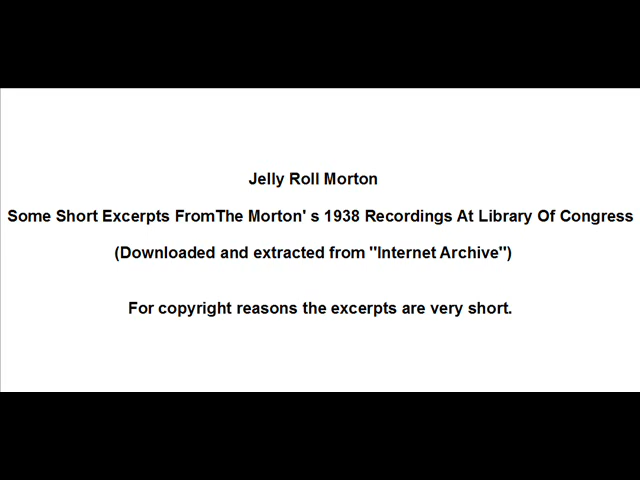 Jelly Roll Morton
Some Short Excerpts FromThe Morton' s 1938 Recordings At Library Of Congress
(Downloaded and extracted from "Internet Archive")
For copyright reasons the excerpts are very short.